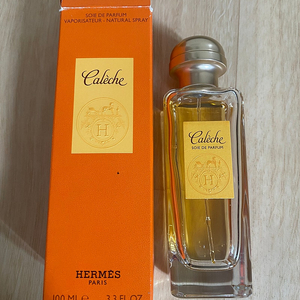 SOIE DE PARFUM
VAPORISATEUR - NATURAL SPRAY
Calèche
H
HERMÈS
PARIS
100 ML ℮ 3.3 FL.OZ
Calèche
SOIE DE PARFUM
H